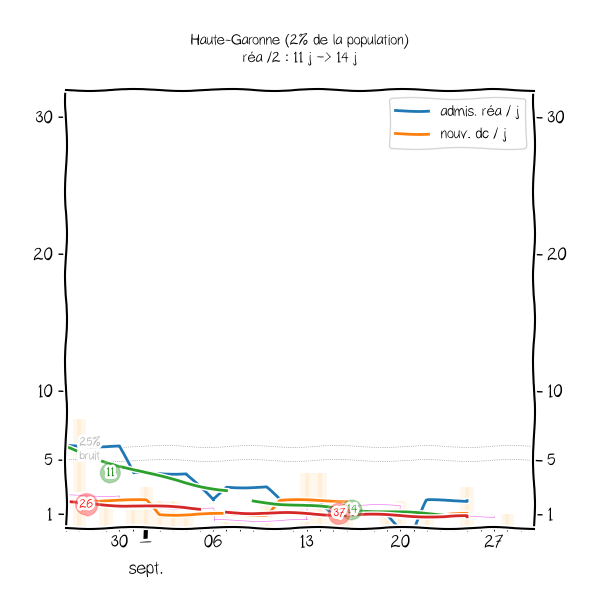 Haute-Garonne (2% de la population)
réa /2 : 11 j -> 14 j
admis. réa / j
nouv. dc / j
30 30
20 20
10 10
5 5
1 1
25%
bruit
11
26
37 14
30 06 13 20 27
sept.